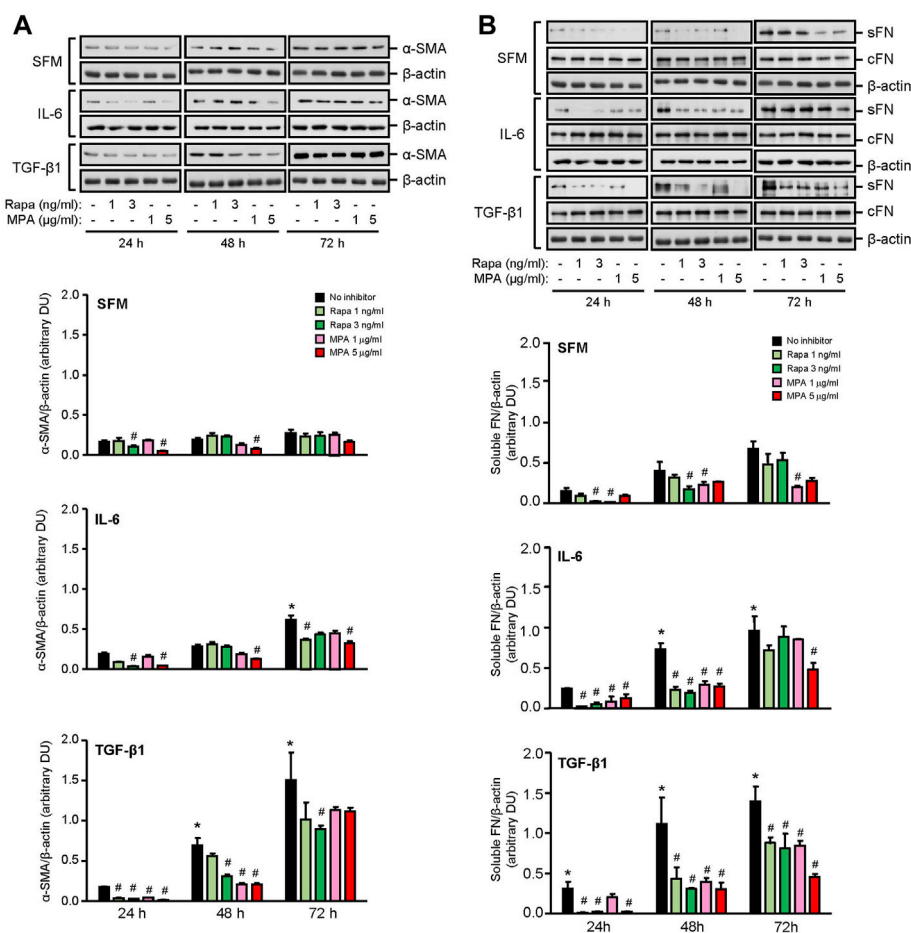 A
SFM
α-SMA
β-actin
IL-6
α-SMA
β-actin
TGF-β1
α-SMA
β-actin
Rapa (ng/ml): - 1 3 - - - 1 3 - - - 1 3 - -
MPA (µg/ml): - - - 1 5 - - - 1 5 - - - 1 5
24 h 48 h 72 h
SFM
α-SMA/β-actin (arbitrary DU)
2.0
1.5
1.0
0.5
0.0
No inhibitor
Rapa 1 ng/ml
Rapa 3 ng/ml
MPA 1 µg/ml
MPA 5 µg/ml
# # #
IL-6
α-SMA/β-actin (arbitrary DU)
2.0
1.5
1.0
0.5
0.0
# # # * # #
TGF-β1
α-SMA/β-actin (arbitrary DU)
2.0
1.5
1.0
0.5
0.0
# # # # * # # # * #
24 h 48 h 72 h
B
SFM
sFN
cFN
β-actin
IL-6
sFN
cFN
β-actin
TGF-β1
sFN
cFN
β-actin
Rapa (ng/ml): - 1 3 - - - 1 3 - - - 1 3 - -
MPA (µg/ml): - - - 1 5 - - - 1 5 - - - 1 5
24 h 48 h 72 h
SFM
Soluble FN/β-actin
(arbitrary DU)
2.0
1.5
1.0
0.5
0.0
No inhibitor
Rapa 1 ng/ml
Rapa 3 ng/ml
MPA 1 µg/ml
MPA 5 µg/ml
# # # # #
IL-6
Soluble FN/β-actin
(arbitrary DU)
2.0
1.5
1.0
0.5
0.0
# # # # * # # # # * #
TGF-β1
Soluble FN/β-actin
(arbitrary DU)
2.0
1.5
1.0
0.5
0.0
* # # # * # # # # * # # # #
24h 48h 72h